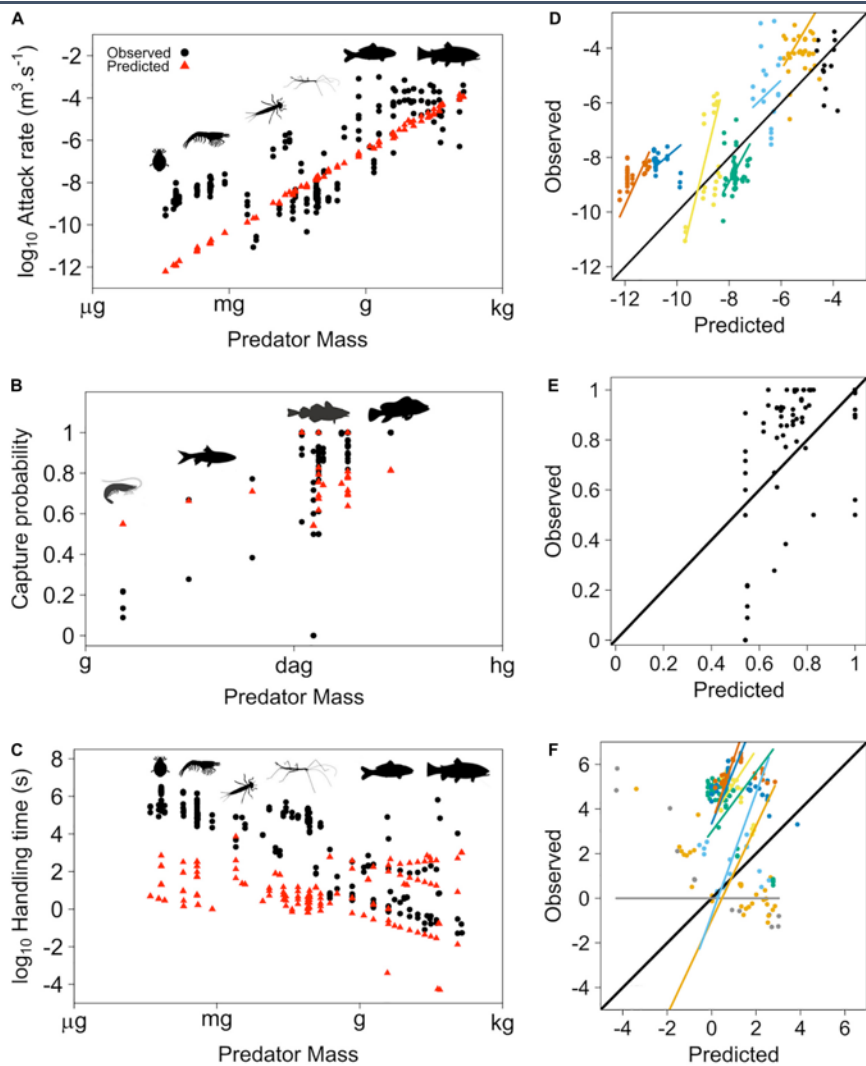 A
D
log₁₀ Attack rate (m³.s⁻¹)
-2
-4
-6
-8
-10
-12
Observed
Predicted
μg
mg
g
kg
Predator Mass
Observed
-4
-6
-8
-10
-12
-12
-10
-8
-6
-4
Predicted
B
E
Capture probability
1
0.8
0.6
0.4
0.2
0
g
dag
hg
Predator Mass
Observed
1
0.8
0.6
0.4
0.2
0
0
0.2
0.4
0.6
0.8
1
Predicted
C
F
log₁₀ Handling time (s)
8
6
4
2
0
-2
-4
μg
mg
g
kg
Predator Mass
Observed
6
4
2
0
-2
-4
-4
-2
0
2
4
6
Predicted